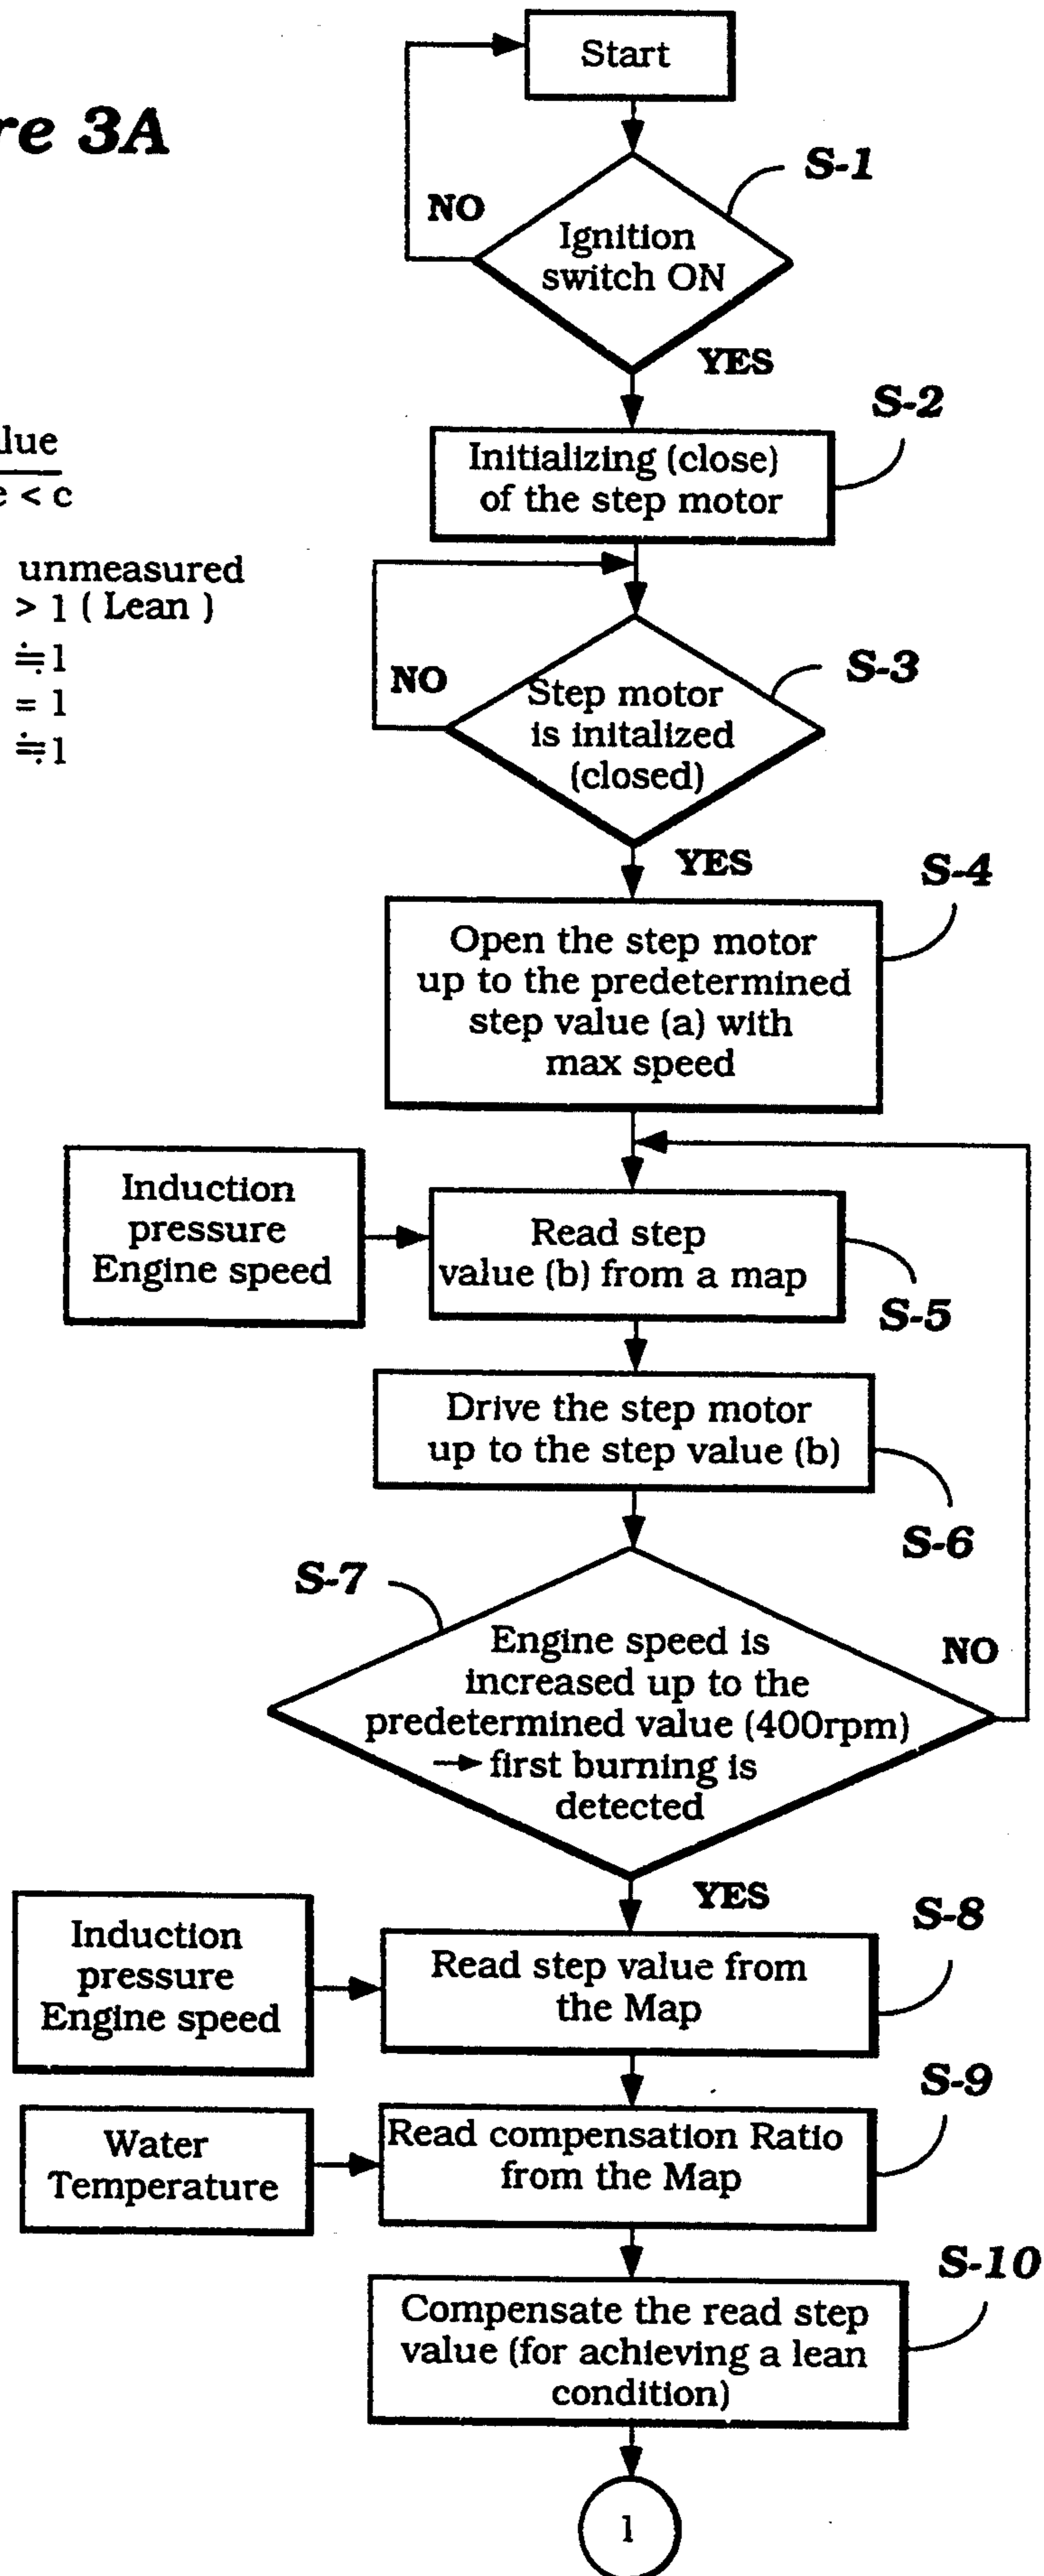 Start
3A
S-1
NO
Ignition
switch ON
YES
S-2
Initializing (close)
of the step motor
< c
unmeasured
> 1 ( Lean )
≒1
= 1
≒1
S-3
NO
Step motor
is initalized
(closed)
YES
S-4
Open the step motor
up to the predetermined
step value (a) with
max speed
Induction
pressure
Engine speed
Read step
value (b) from a map
S-5
Drive the step motor
up to the step value (b)
S-6
S-7
Engine speed is
increased up to the
predetermined value (400rpm)
→ first burning is
detected
NO
YES
S-8
Induction
pressure
Engine speed
Read step value from
the Map
S-9
Water
Temperature
Read compensation Ratio
from the Map
S-10
Compensate the read step
value (for achieving a lean
condition)
1